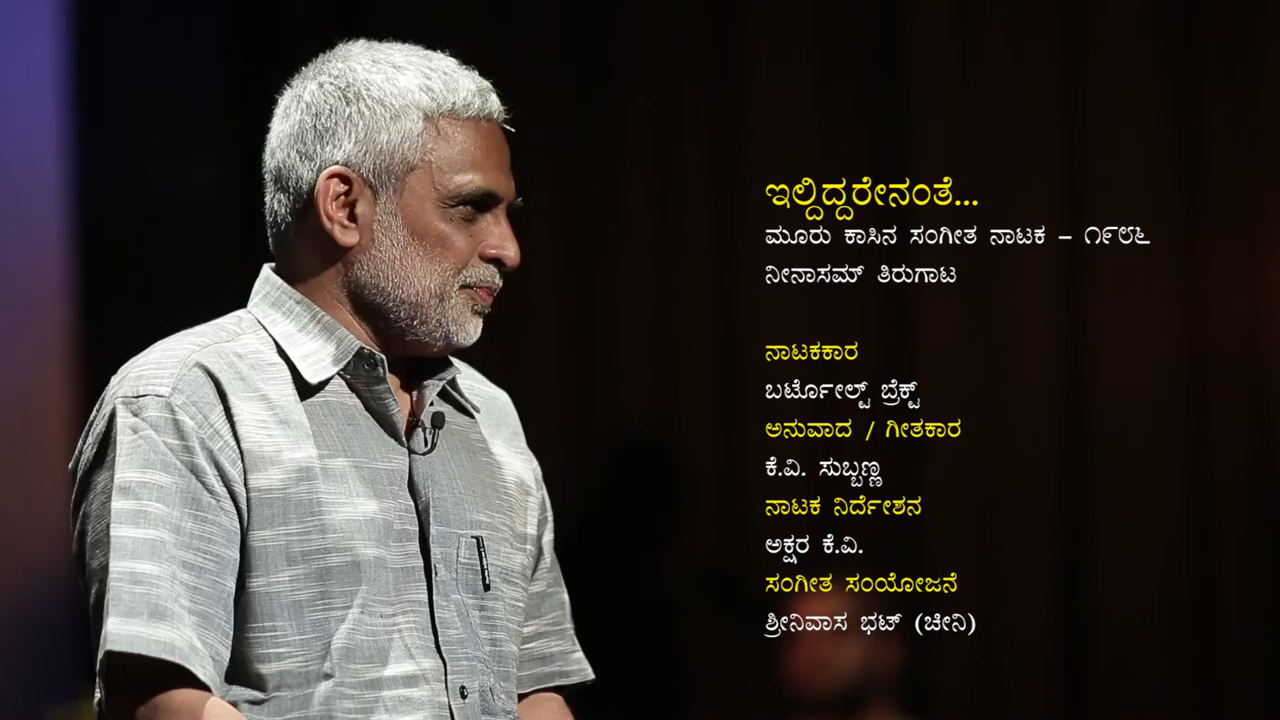 ಇಲ್ದಿದ್ದರೇನಂತೆ...
ಮೂರು ಕಾಸಿನ ಸಂಗೀತ ನಾಟಕ – ೧೯೮೬
ನೀನಾಸಮ್ ತಿರುಗಾಟ
ನಾಟಕಕಾರ
ಬರ್ಟೋಲ್ಟ್ ಬ್ರೆಕ್ಟ್
ಅನುವಾದ / ಗೀತಕಾರ
ಕೆ.ವಿ. ಸುಬ್ಬಣ್ಣ
ನಾಟಕ ನಿರ್ದೇಶನ
ಅಕ್ಷರ ಕೆ.ವಿ.
ಸಂಗೀತ ಸಂಯೋಜನೆ
ಶ್ರೀನಿವಾಸ ಭಟ್ (ಚೀನಿ)